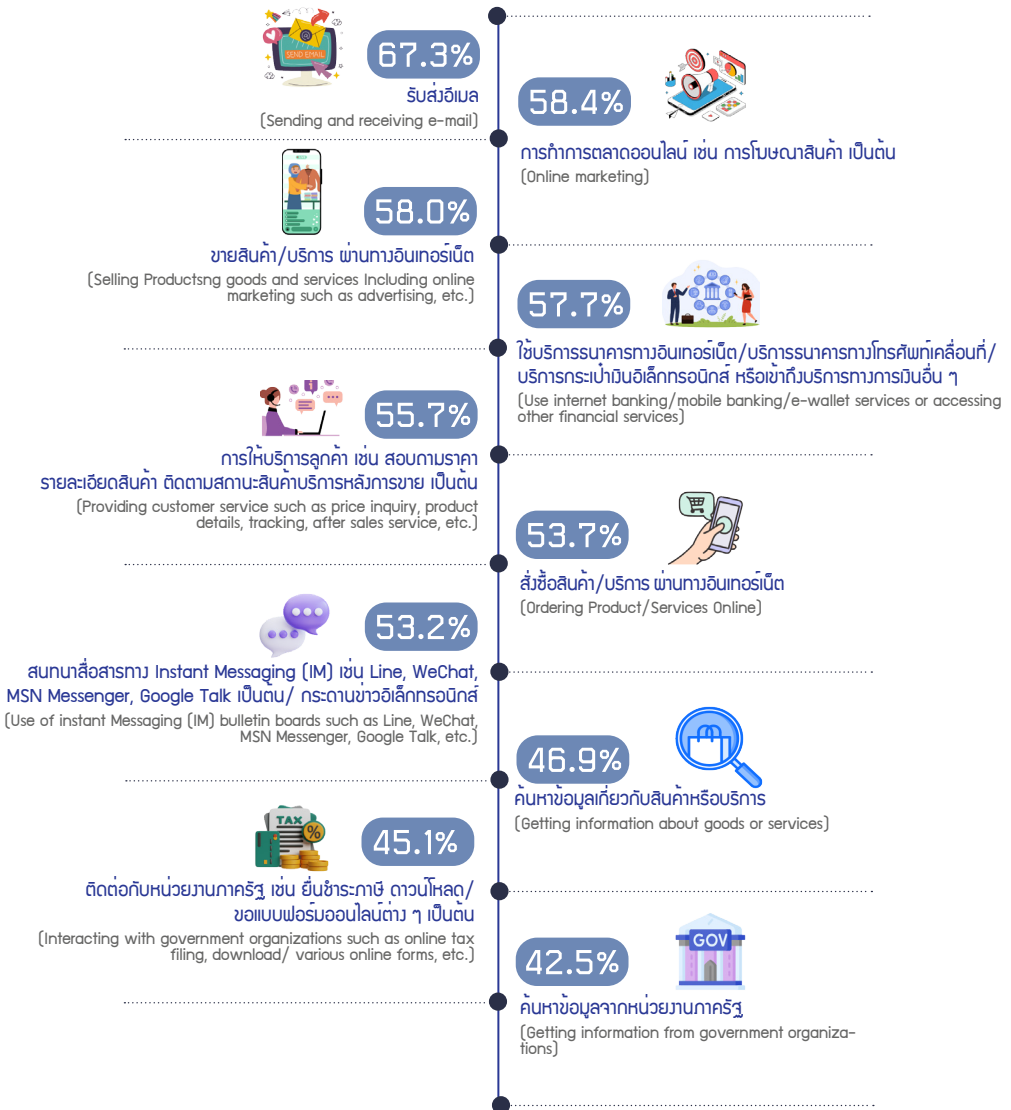 SEND EMAIL
67.3%
รับส่งอีเมล
(Sending and receiving e-mail)
58.4%
การทำการตลาดออนไลน์ เช่น การโฆษณาสินค้า เป็นต้น
(Online marketing)
58.0%
ขายสินค้า/บริการ ผ่านทางอินเทอร์เน็ต
(Selling Productsng goods and services Including online
marketing such as advertising, etc.)
57.7%
ใช้บริการธนาคารทางอินเทอร์เน็ต/บริการธนาคารทางโทรศัพท์เคลื่อนที่/
บริการกระเป๋าเงินอิเล็กทรอนิกส์ หรือเข้าถึงบริการทางการเงินอื่น ๆ
(Use internet banking/mobile banking/e-wallet services or accessing
other financial services)
55.7%
การให้บริการลูกค้า เช่น สอบถามราคา
รายละเอียดสินค้า ติดตามสถานะสินค้าบริการหลังการขาย เป็นต้น
(Providing customer service such as price inquiry, product
details, tracking, after sales service, etc.)
53.7%
สั่งซื้อสินค้า/บริการ ผ่านทางอินเทอร์เน็ต
(Ordering Product/Services Online)
53.2%
สนทนาสื่อสารทาง Instant Messaging (IM) เช่น Line, WeChat,
MSN Messenger, Google Talk เป็นต้น/ กระดานข่าวอิเล็กทรอนิกส์
(Use of instant Messaging (IM) bulletin boards such as Line, WeChat,
MSN Messenger, Google Talk, etc.)
46.9%
ค้นหาข้อมูลเกี่ยวกับสินค้าหรือบริการ
(Getting information about goods or services)
TAX
%
45.1%
ติดต่อกับหน่วยงานภาครัฐ เช่น ยื่นชำระภาษี ดาวน์โหลด/
ขอแบบฟอร์มออนไลน์ต่าง ๆ เป็นต้น
(Interacting with government organizations such as online tax
filing, download/ various online forms, etc.)
GOV
42.5%
ค้นหาข้อมูลจากหน่วยงานภาครัฐ
(Getting information from government organiza-
tions)